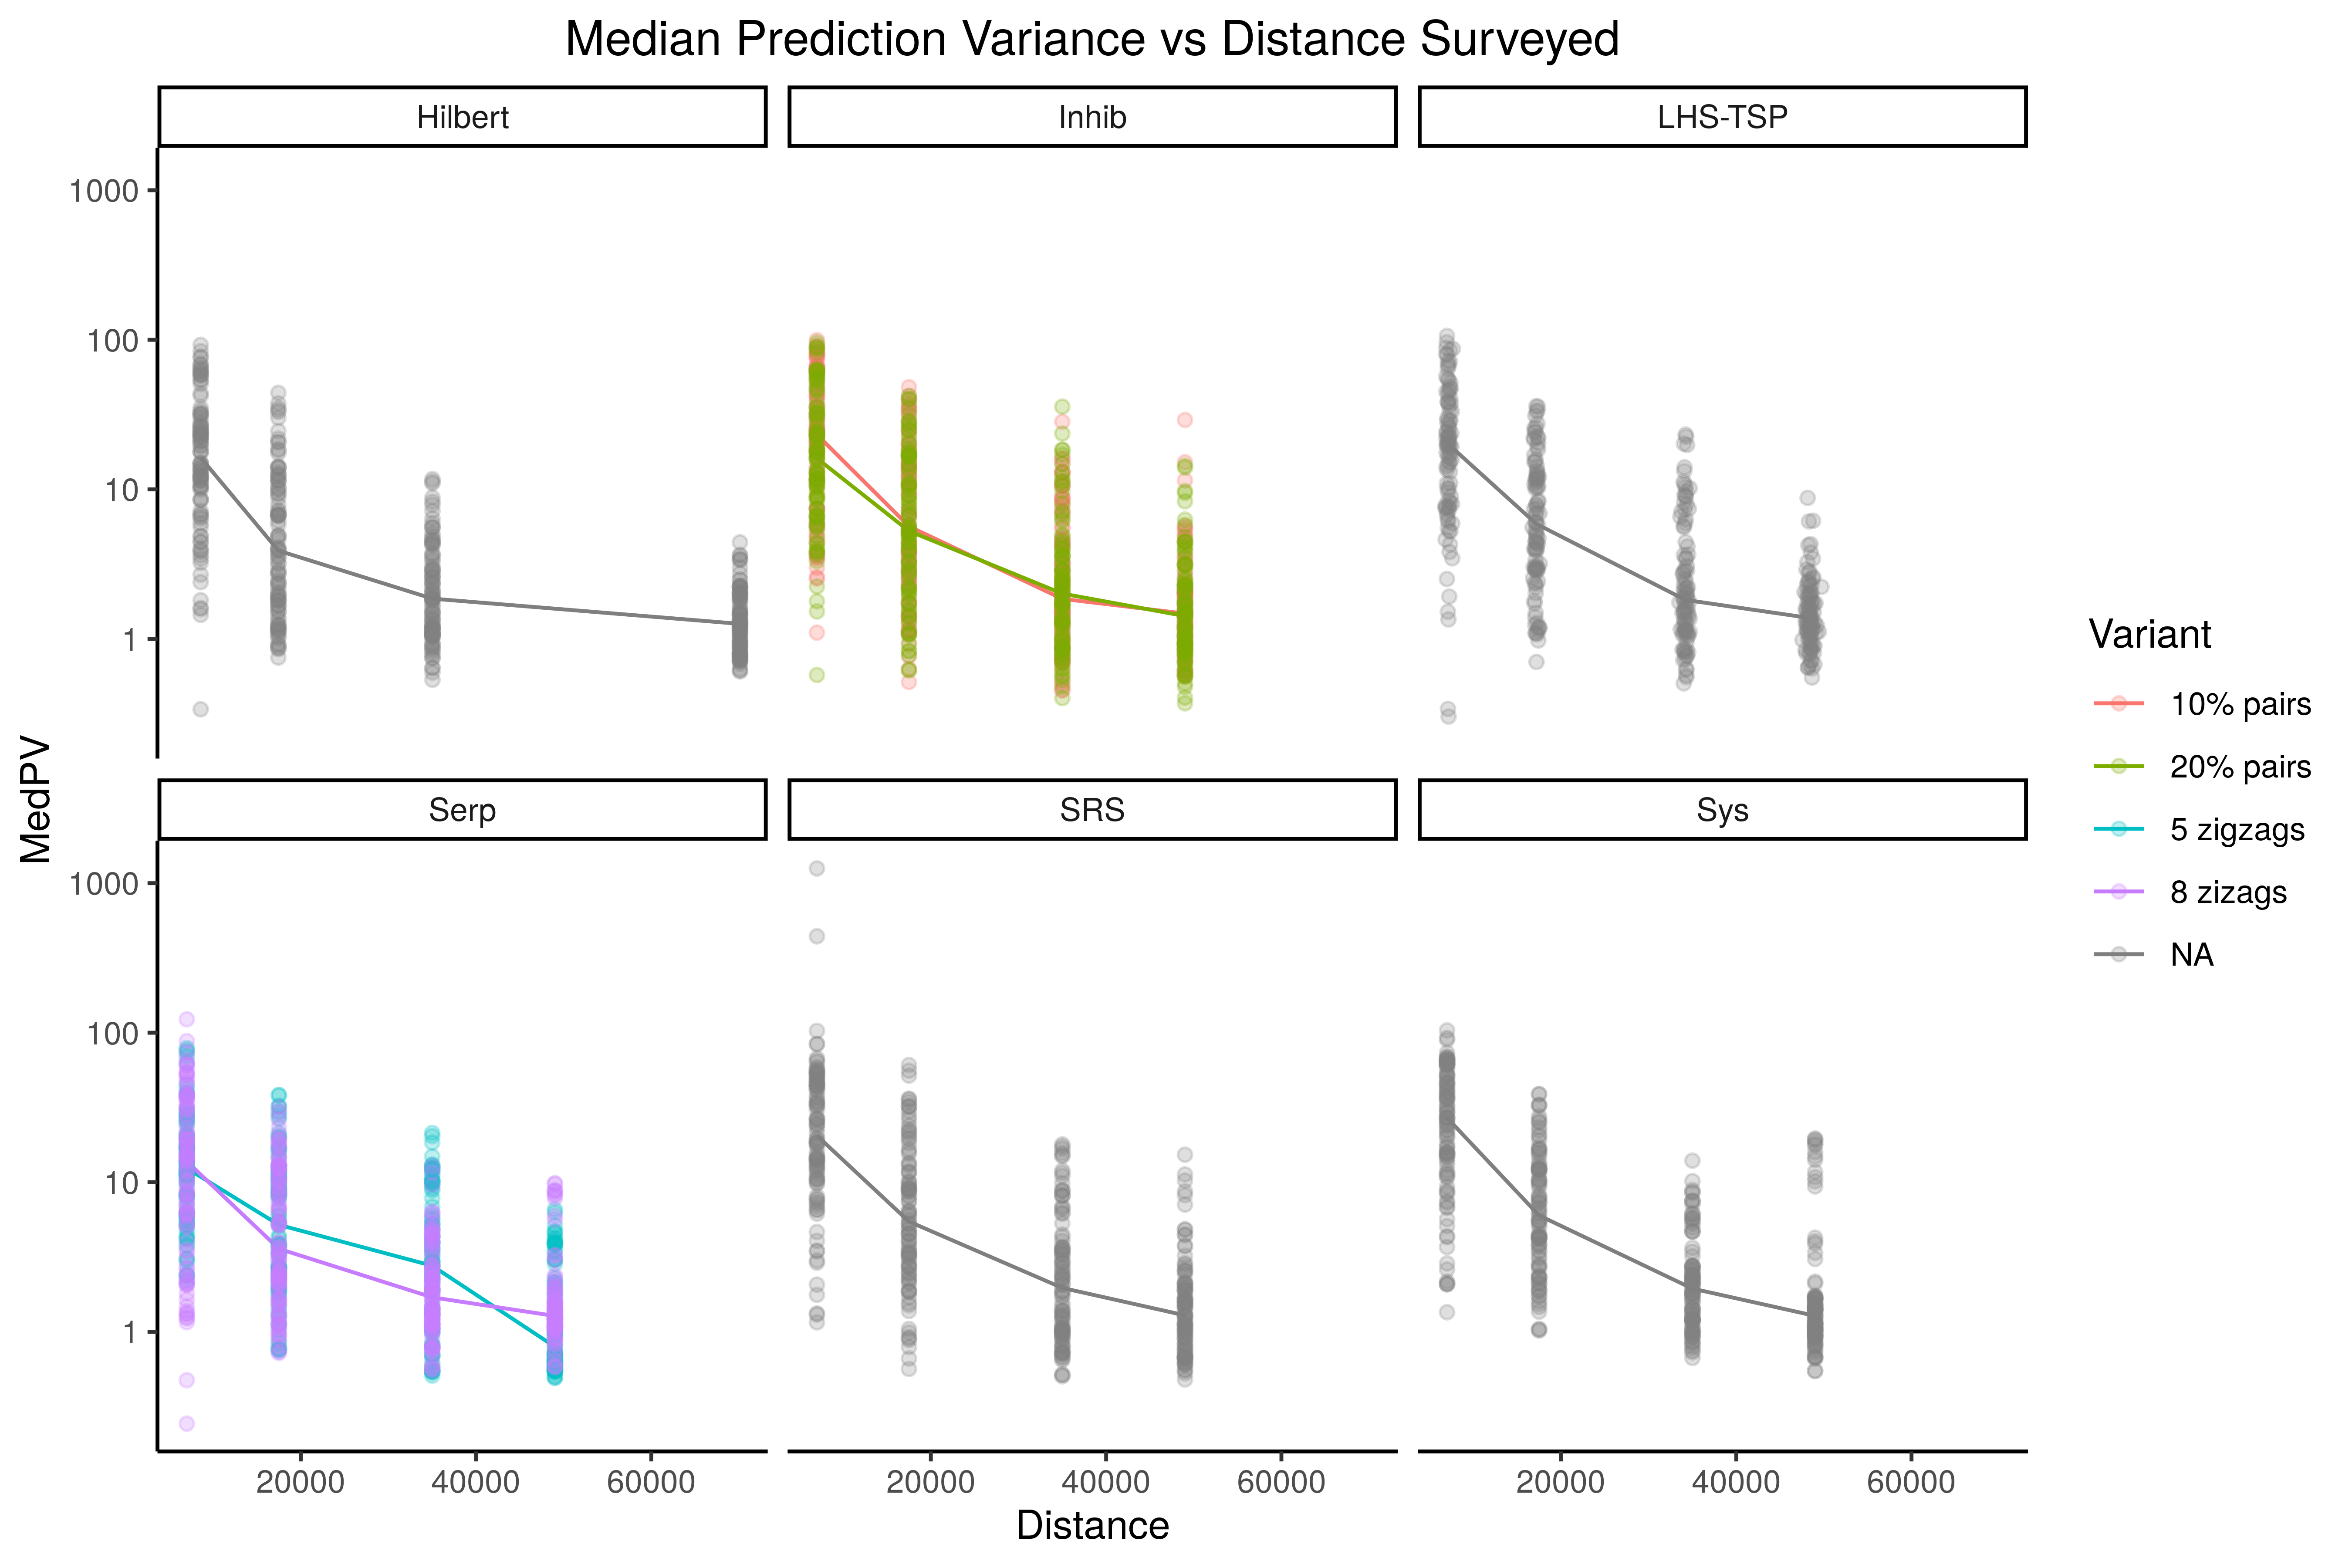 Median Prediction Variance vs Distance Surveyed
Hilbert
Inhib
LHS-TSP
1000
100
10
1
MedPV
Serp
SRS
Sys
1000
100
10
1
20000
40000
60000
20000
40000
60000
20000
40000
60000
Distance
Variant
10% pairs
20% pairs
5 zigzags
8 zizags
NA